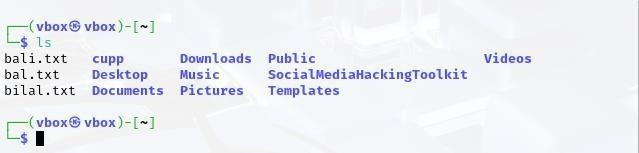 ┌──(vbox㉿vbox)-[~]
└─$ ls
bali.txt   cupp       Downloads  Public                      Videos
bal.txt    Desktop    Music      SocialMediaHackingToolkit
bilal.txt  Documents  Pictures   Templates
┌──(vbox㉿vbox)-[~]
└─$